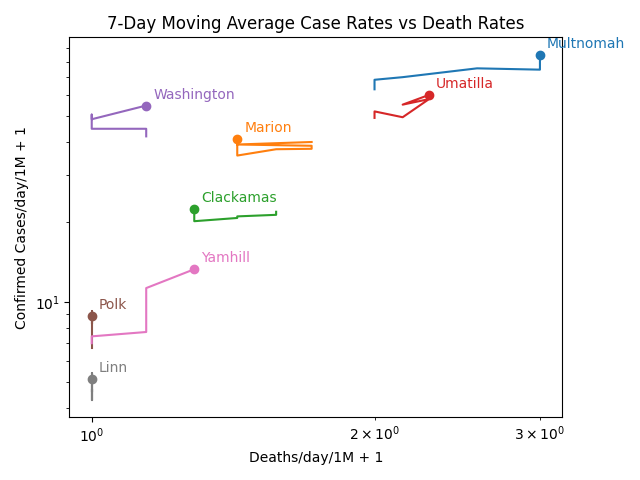 7-Day Moving Average Case Rates vs Death Rates
Multnomah
Umatilla
Washington
Marion
Clackamas
Yamhill
Polk
Linn
Confirmed Cases/day/1M + 1
10¹
10⁰
2 × 10⁰
3 × 10⁰
Deaths/day/1M + 1